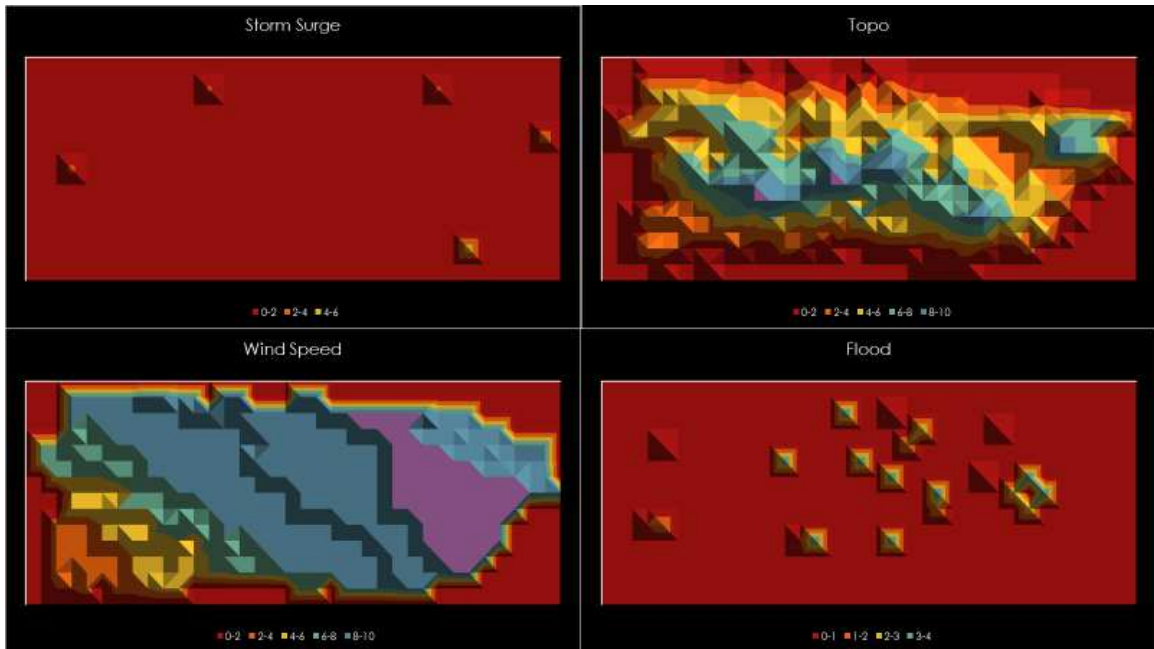 Storm Surge
0-2 2-4 4-6
Topo
0-2 2-4 4-6 6-8 8-10
Wind Speed
0-2 2-4 4-6 6-8 8-10
Flood
0-1 1-2 2-3 3-4